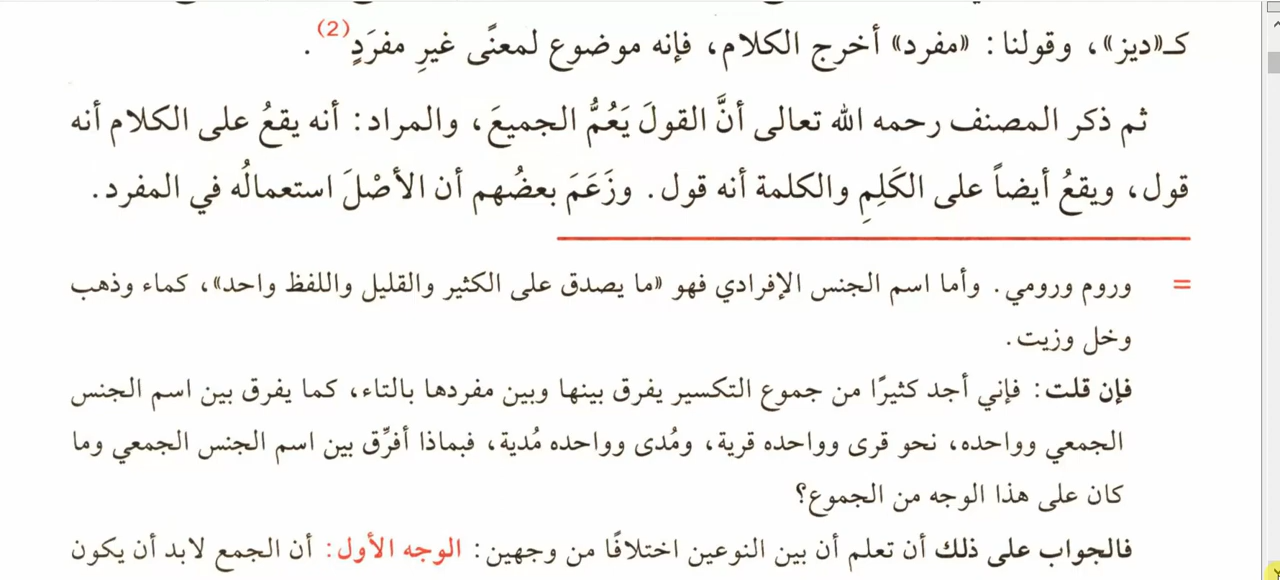 كـ«ديز»، وقولنا: «مفرد» أخرج الكلام، فإنه موضوع لمعنًى غيرِ مفرَدٍ(2).
ثم ذكر المصنف رحمه الله تعالى أنَّ القولَ يَعُمُّ الجميعَ، والمراد: أنه يقعُ على الكلام أنه
قول، ويقعُ أيضاً على الكَلِمِ والكلمة أنه قول. وزَعَمَ بعضُهم أن الأصْلَ استعمالُه في المفرد.
= وروم ورومي. وأما اسم الجنس الإفرادي فهو «ما يصدق على الكثير والقليل واللفظ واحد»، كماء وذهب
وخل وزيت.
فإن قلت: فإني أجد كثيرًا من جموع التكسير يفرق بينها وبين مفردها بالتاء، كما يفرق بين اسم الجنس
الجمعي وواحده، نحو قرى وواحده قرية، ومُدى وواحده مُدية، فبماذا أفرِّق بين اسم الجنس الجمعي وما
كان على هذا الوجه من الجموع؟
فالجواب على ذلك أن تعلم أن بين النوعين اختلافًا من وجهين: الوجه الأول: أن الجمع لابد أن يكون